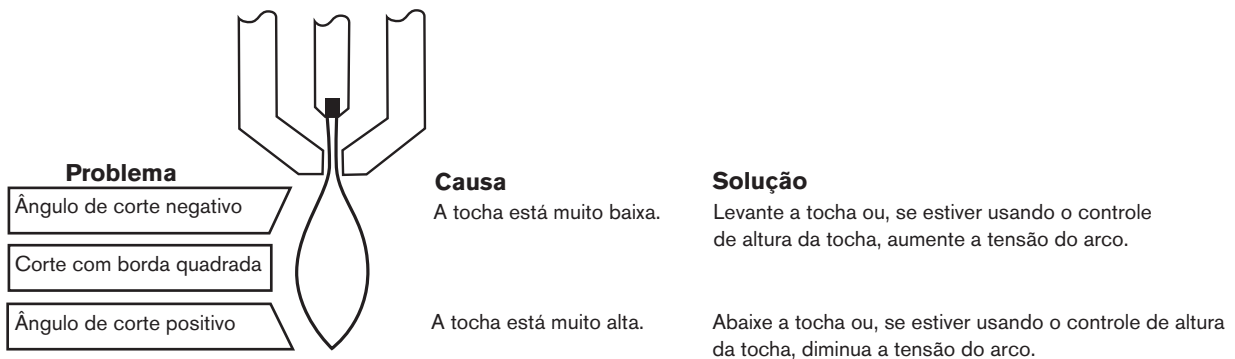 Problema
Causa
Solução
Ângulo de corte negativo
A tocha está muito baixa.
Levante a tocha ou, se estiver usando o controle
de altura da tocha, aumente a tensão do arco.
Corte com borda quadrada
Ângulo de corte positivo
A tocha está muito alta.
Abaixe a tocha ou, se estiver usando o controle de altura
da tocha, diminua a tensão do arco.